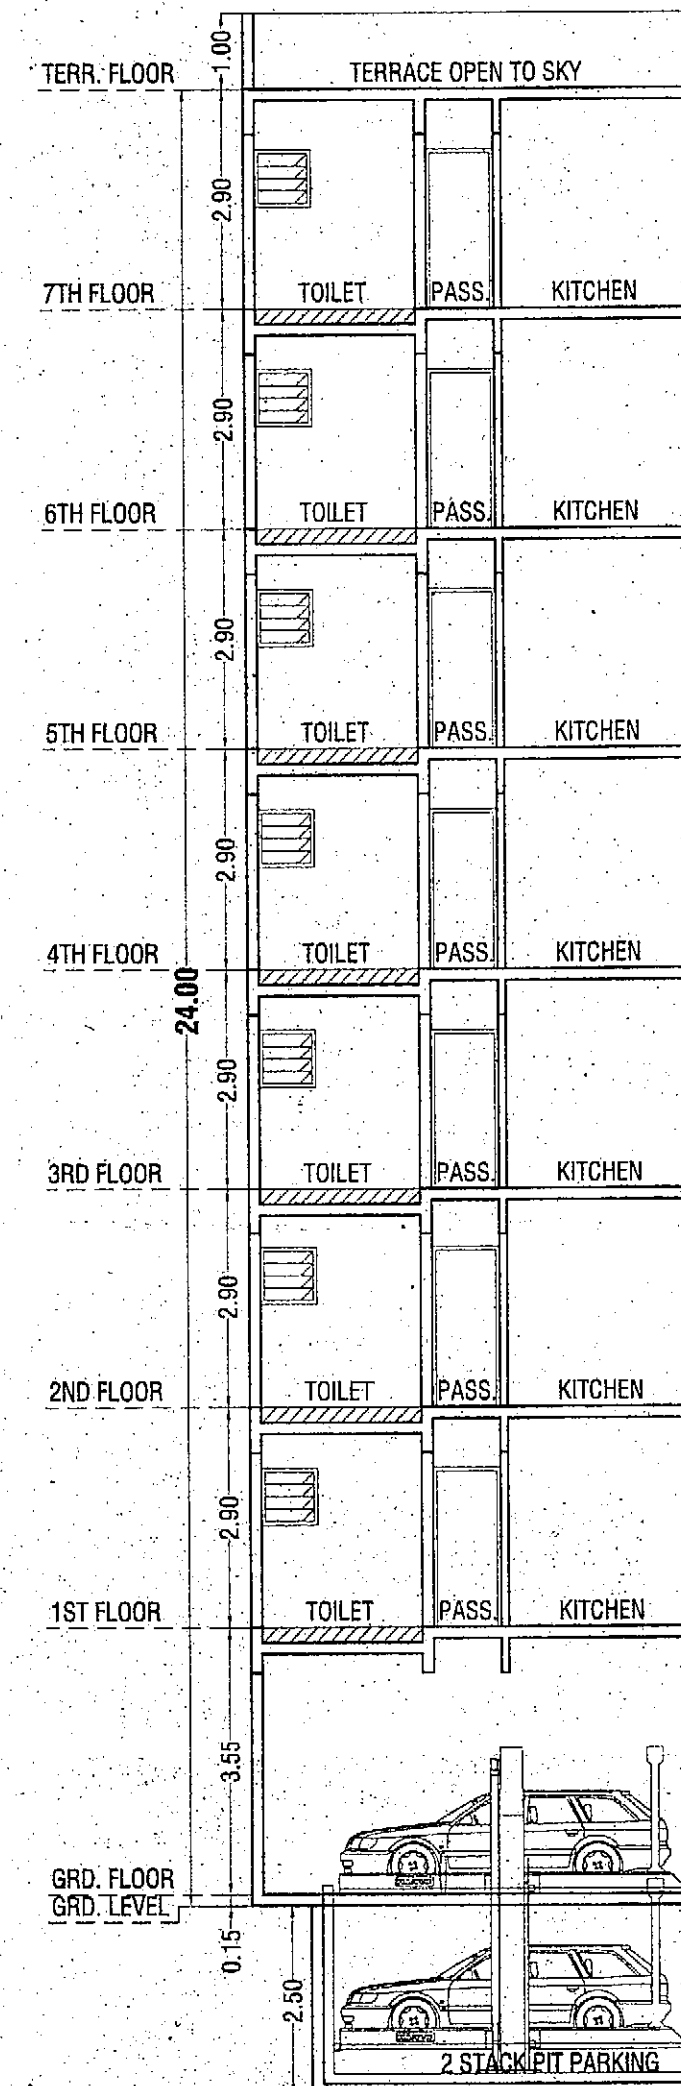 1.00
TERR. FLOOR
TERRACE OPEN TO SKY
2.90
7TH FLOOR
TOILET
PASS.
KITCHEN
2.90
6TH FLOOR
TOILET
PASS.
KITCHEN
2.90
5TH FLOOR
TOILET
PASS.
KITCHEN
2.90
4TH FLOOR
TOILET
PASS.
KITCHEN
24.00
2.90
3RD FLOOR
TOILET
PASS.
KITCHEN
2.90
2ND FLOOR
TOILET
PASS.
KITCHEN
2.90
1ST FLOOR
TOILET
PASS.
KITCHEN
3.55
GRD. FLOOR
GRD. LEVEL
0.15
2.50
2 STACK PIT PARKING